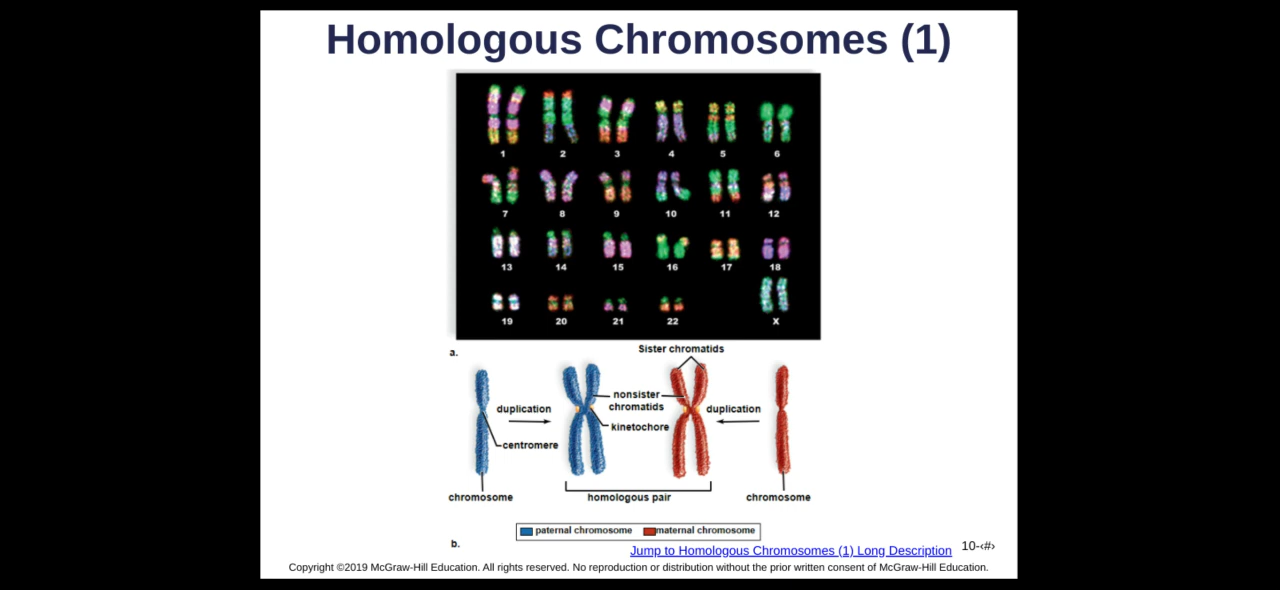 Homologous Chromosomes (1)
1 2 3 4 5 6
7 8 9 10 11 12
13 14 15 16 17 18
19 20 21 22 X
a.
Sister chromatids
nonsister
chromatids
duplication
duplication
kinetochore
centromere
chromosome
homologous pair
chromosome
paternal chromosome maternal chromosome
b.
Jump to Homologous Chromosomes (1) Long Description
10-‹#›
Copyright ©2019 McGraw-Hill Education. All rights reserved. No reproduction or distribution without the prior written consent of McGraw-Hill Education.